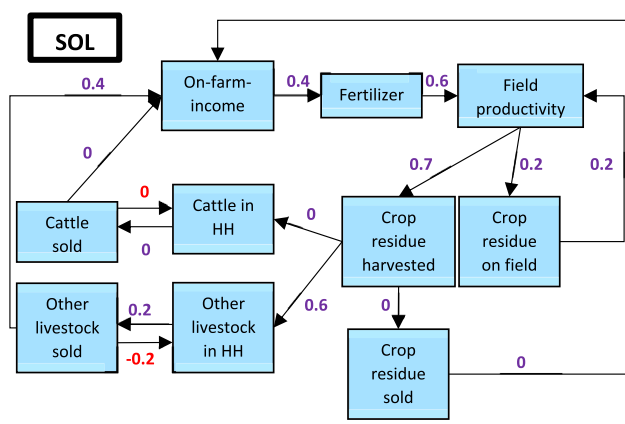 SOL
0.4
On-farm-
income
0.4
Fertilizer
0.6
Field
productivity
0
0.7
0.2
0.2
Cattle
sold
0
0
Cattle in
HH
0
Crop
residue
harvested
Crop
residue
on field
Other
livestock
sold
0.2
-0.2
Other
livestock
in HH
0.6
0
Crop
residue
sold
0